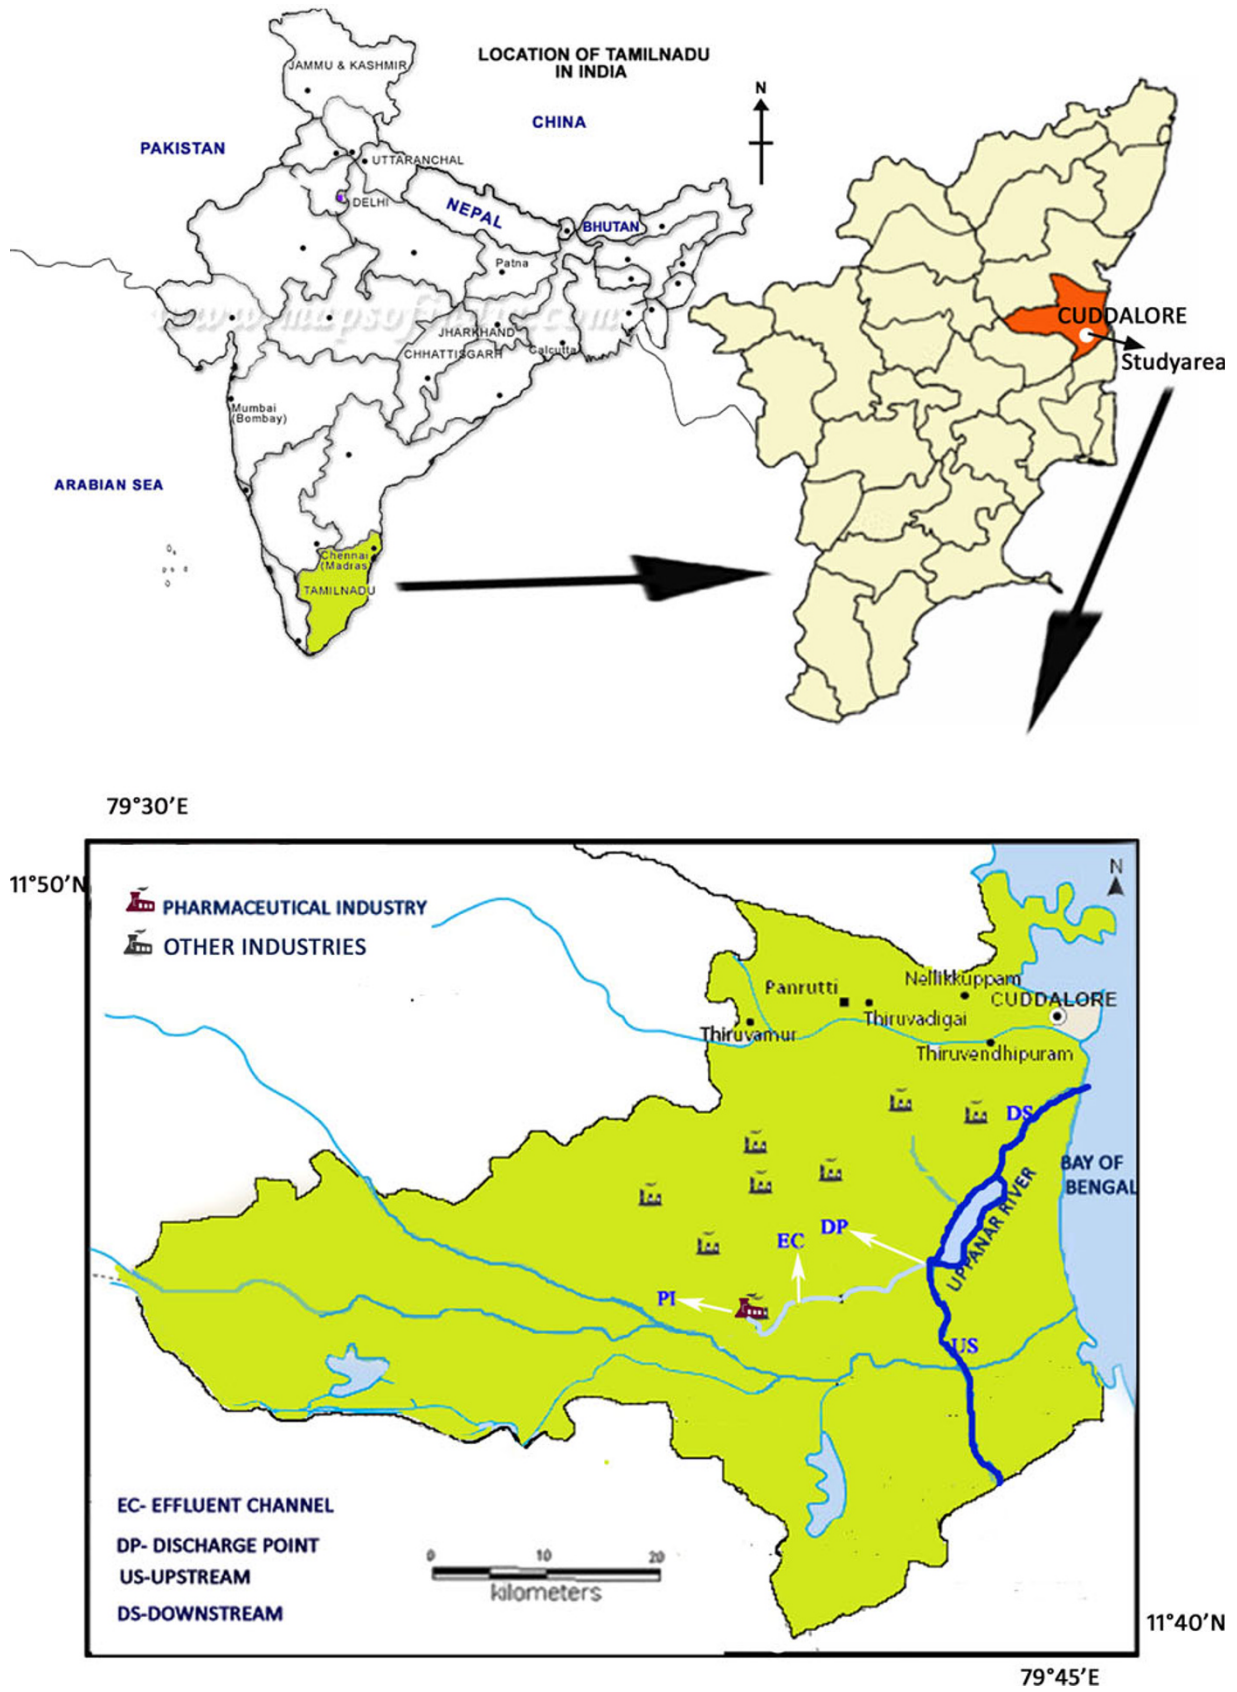 LOCATION OF TAMILNADU
IN INDIA
N
JAMMU & KASHMIR
CHINA
PAKISTAN
UTTARANCHAL
DELHI
NEPAL
BHUTAN
Patna
www.mapsofindia.com
JHARKHAND
CHHATTISGARH
Calcutta
CUDDALORE
Studyarea
Mumbai
(Bombay)
ARABIAN SEA
Chennai
(Madras)
TAMILNADU
79°30'E
11°50'N
N
PHARMACEUTICAL INDUSTRY
OTHER INDUSTRIES
Nellikkuppam
Panrutti
CUDDALORE
Thiruvadigai
Thiruvamur
Thiruvendhipuram
DS
BAY OF
BENGAL
UPPANAR RIVER
DP
EC
PI
US
EC- EFFLUENT CHANNEL
DP- DISCHARGE POINT
US-UPSTREAM
DS-DOWNSTREAM
0 10 20
kilometers
11°40'N
79°45'E